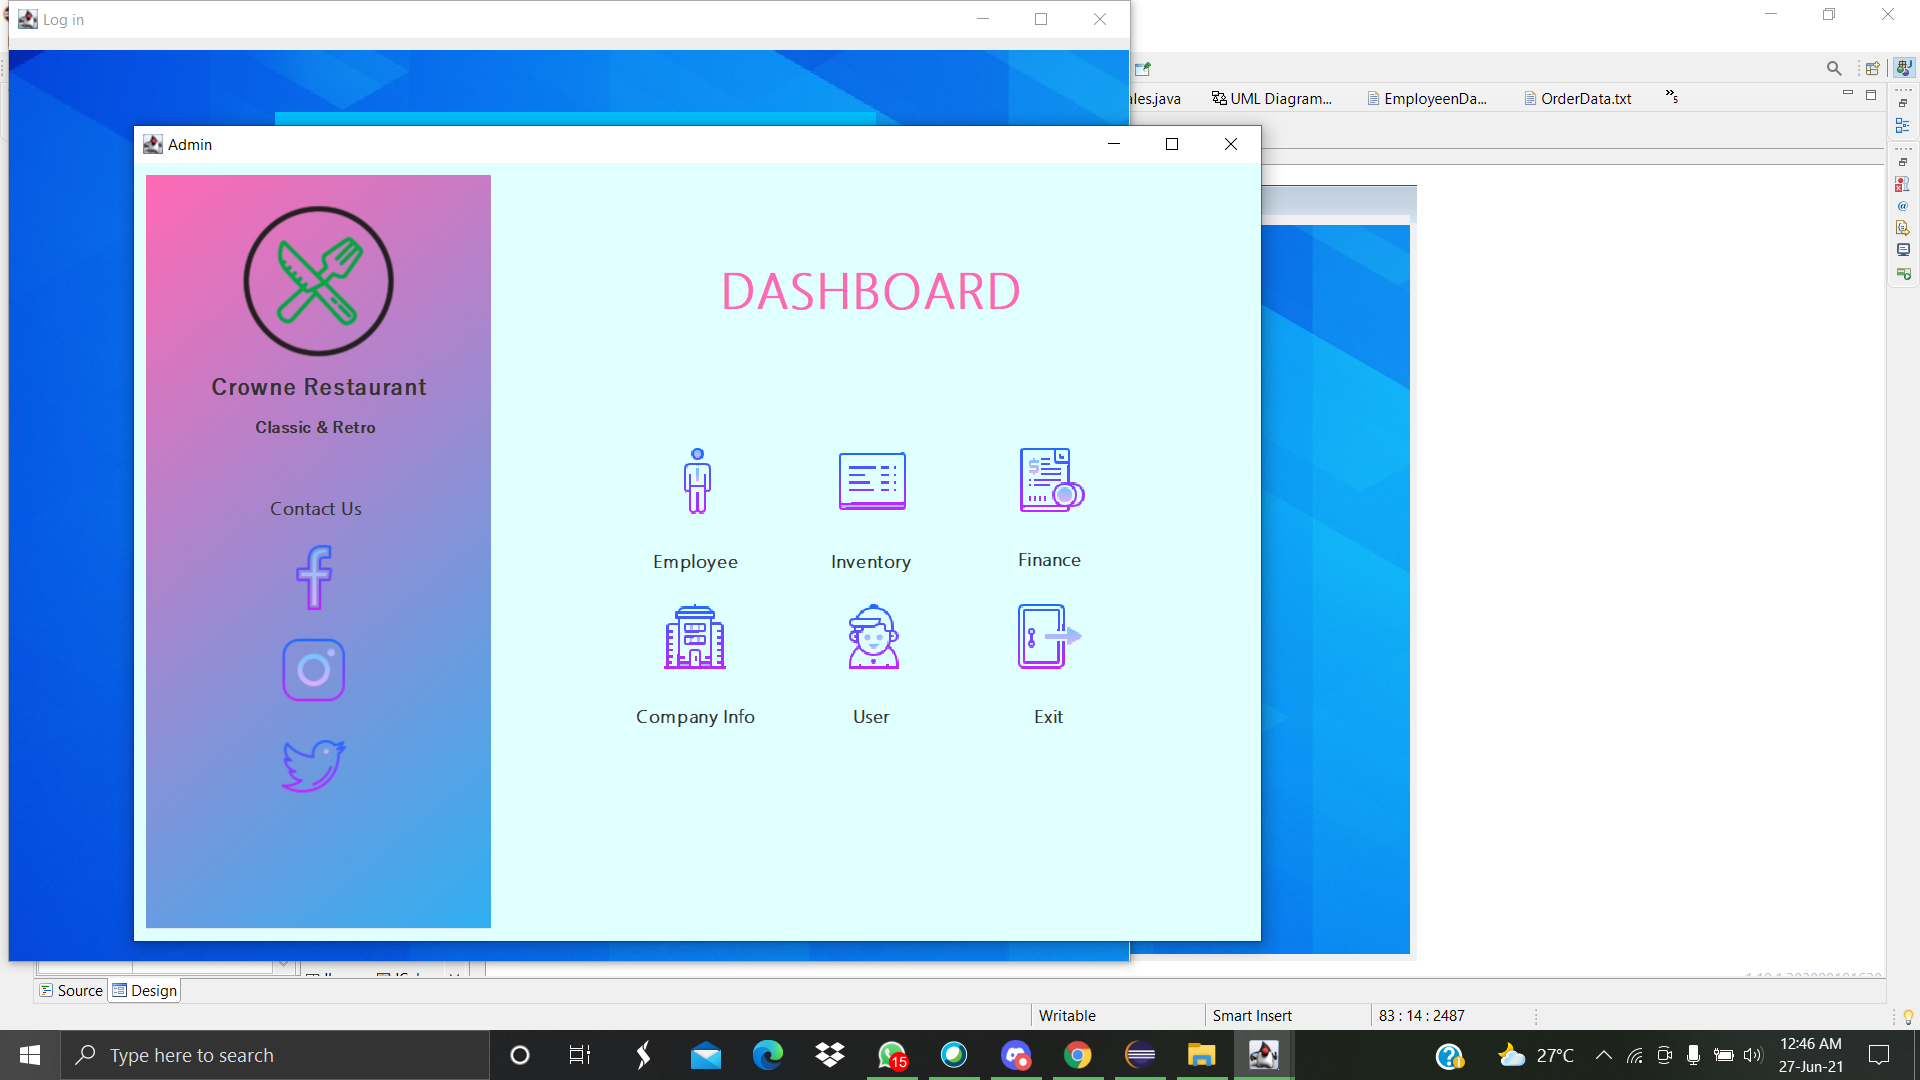 Log in
ales.java
UML Diagram...
EmployeenDa...
OrderData.txt
»5
Admin
DASHBOARD
Crowne Restaurant
Classic & Retro
Contact Us
Employee
Inventory
Finance
Company Info
User
Exit
Source
Design
Writable
Smart Insert
83 : 14 : 2487
Type here to search
15
27°C
12:46 AM
27-Jun-21